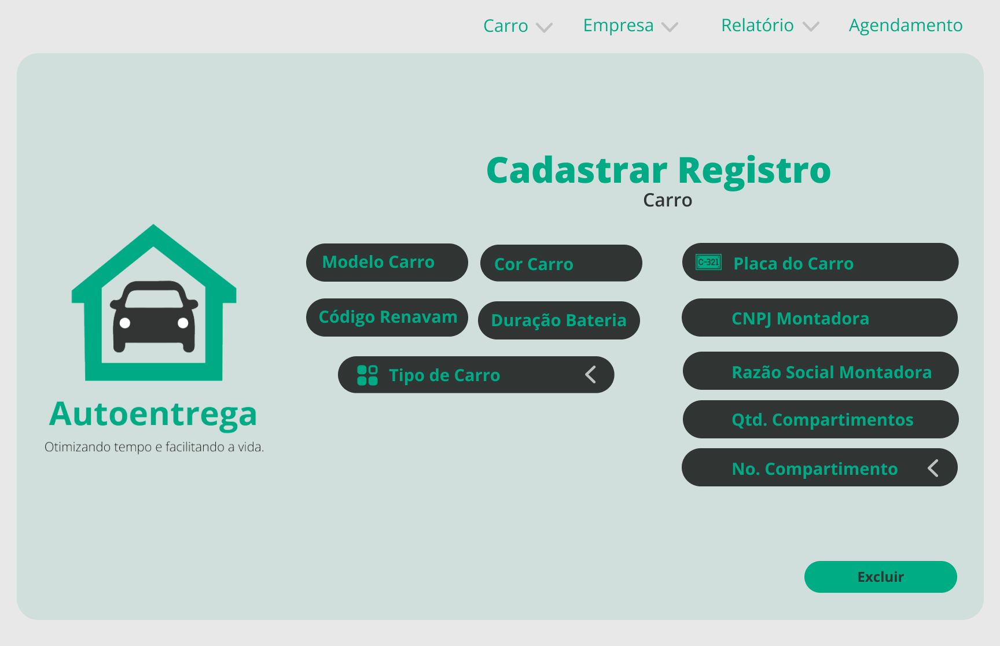 Carro
Empresa
Relatório
Agendamento
Cadastrar Registro
Carro
Modelo Carro
Cor Carro
C-321
Placa do Carro
Código Renavam
Duração Bateria
CNPJ Montadora
Tipo de Carro
Razão Social Montadora
Qtd. Compartimentos
No. Compartimento
Autoentrega
Otimizando tempo e facilitando a vida.
Excluir